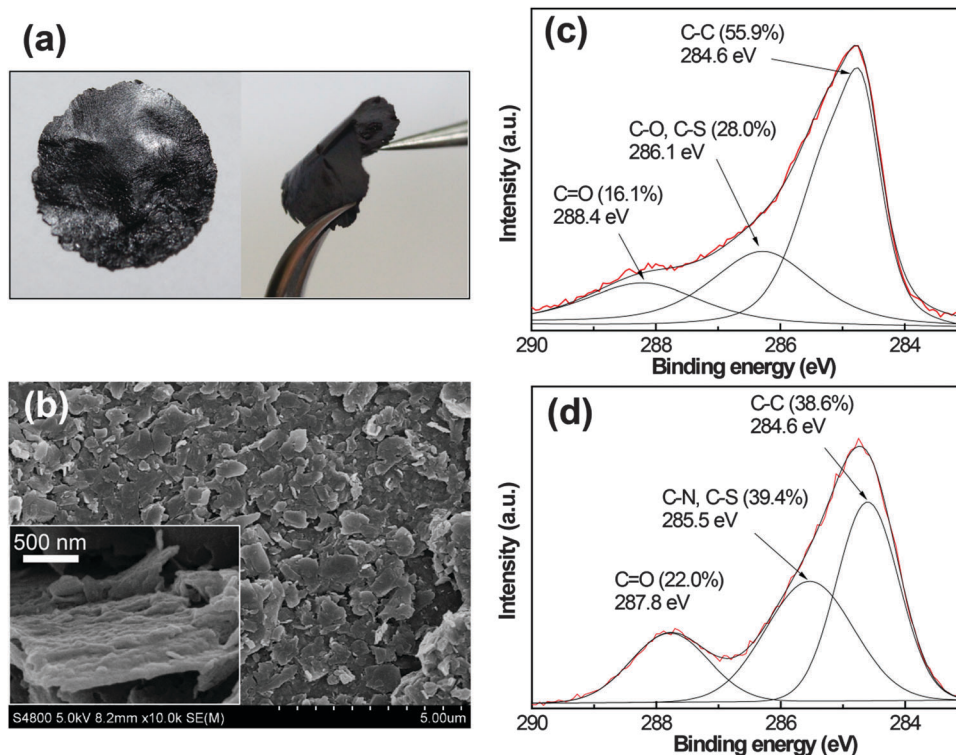 (a)
(b)
500 nm
S4800 5.0kV 8.2mm x10.0k SE(M)
5.00um
(c)
C-C (55.9%)
284.6 eV
C-O, C-S (28.0%)
286.1 eV
C=O (16.1%)
288.4 eV
Intensity (a.u.)
290
288
286
284
Binding energy (eV)
(d)
C-C (38.6%)
284.6 eV
C-N, C-S (39.4%)
285.5 eV
C=O (22.0%)
287.8 eV
Intensity (a.u.)
290
288
286
284
Binding energy (eV)